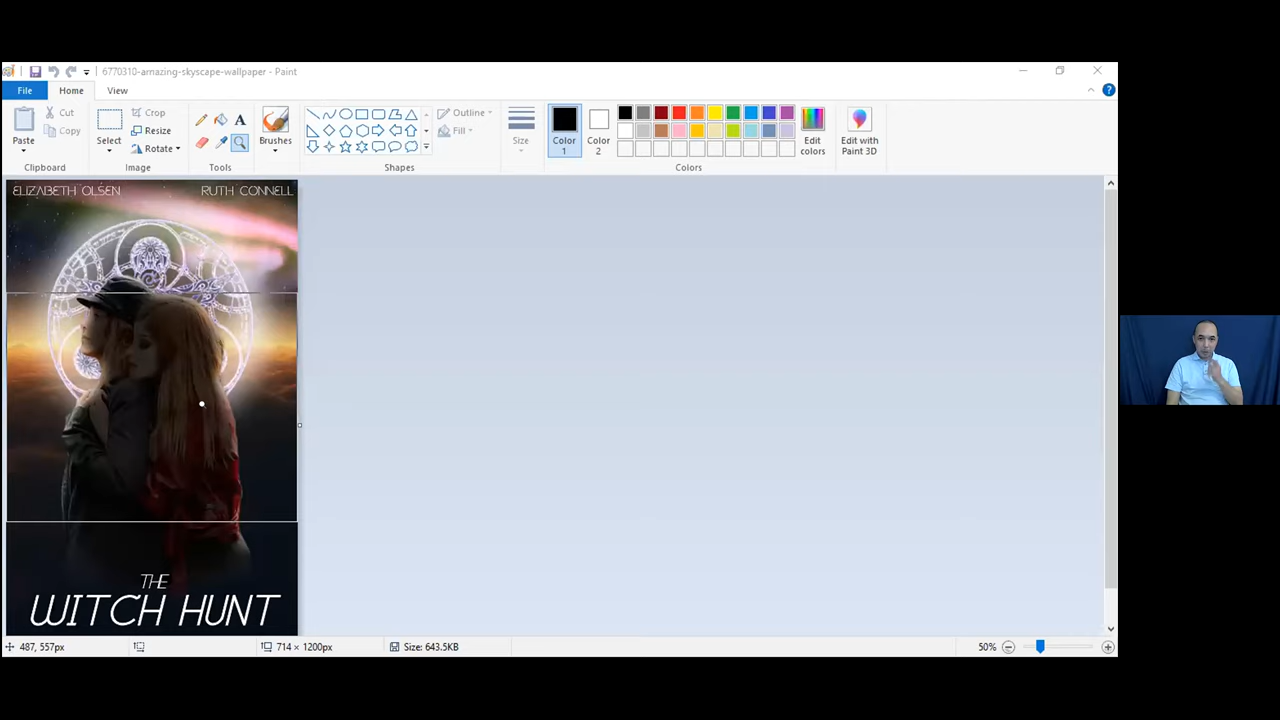 6770310-amazing-skyscape-wallpaper - Paint
File
Home
View
Paste
Cut
Copy
Clipboard
Select
Crop
Resize
Rotate
Image
A
Tools
Brushes
Outline
Fill
Shapes
Size
Color
1
Color
2
Edit
colors
Colors
Edit with
Paint 3D
ELIZABETH OLSEN
RUTH CONNELL
THE
WITCH HUNT
487, 557px
714 × 1200px
Size: 643.5KB
50%